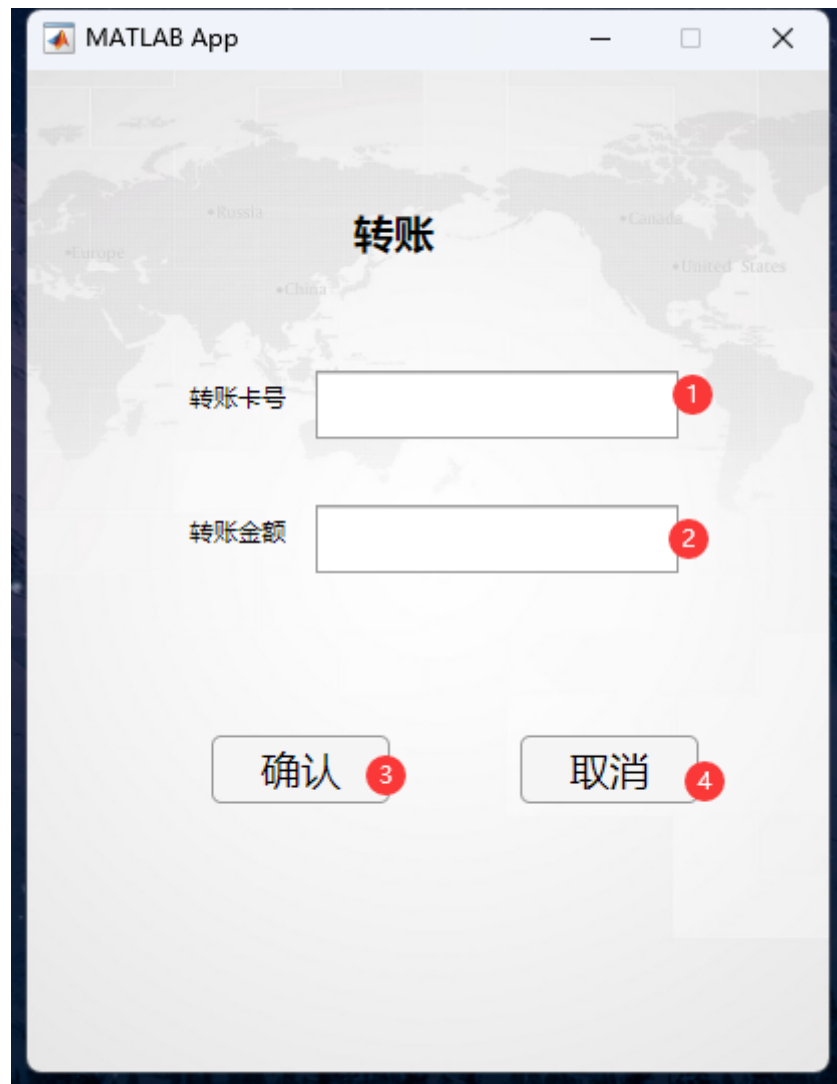 MATLAB App
•Russia
转账
•Canada
•Europe
•United States
•China
转账卡号
1
转账金额
2
确认
3
取消
4